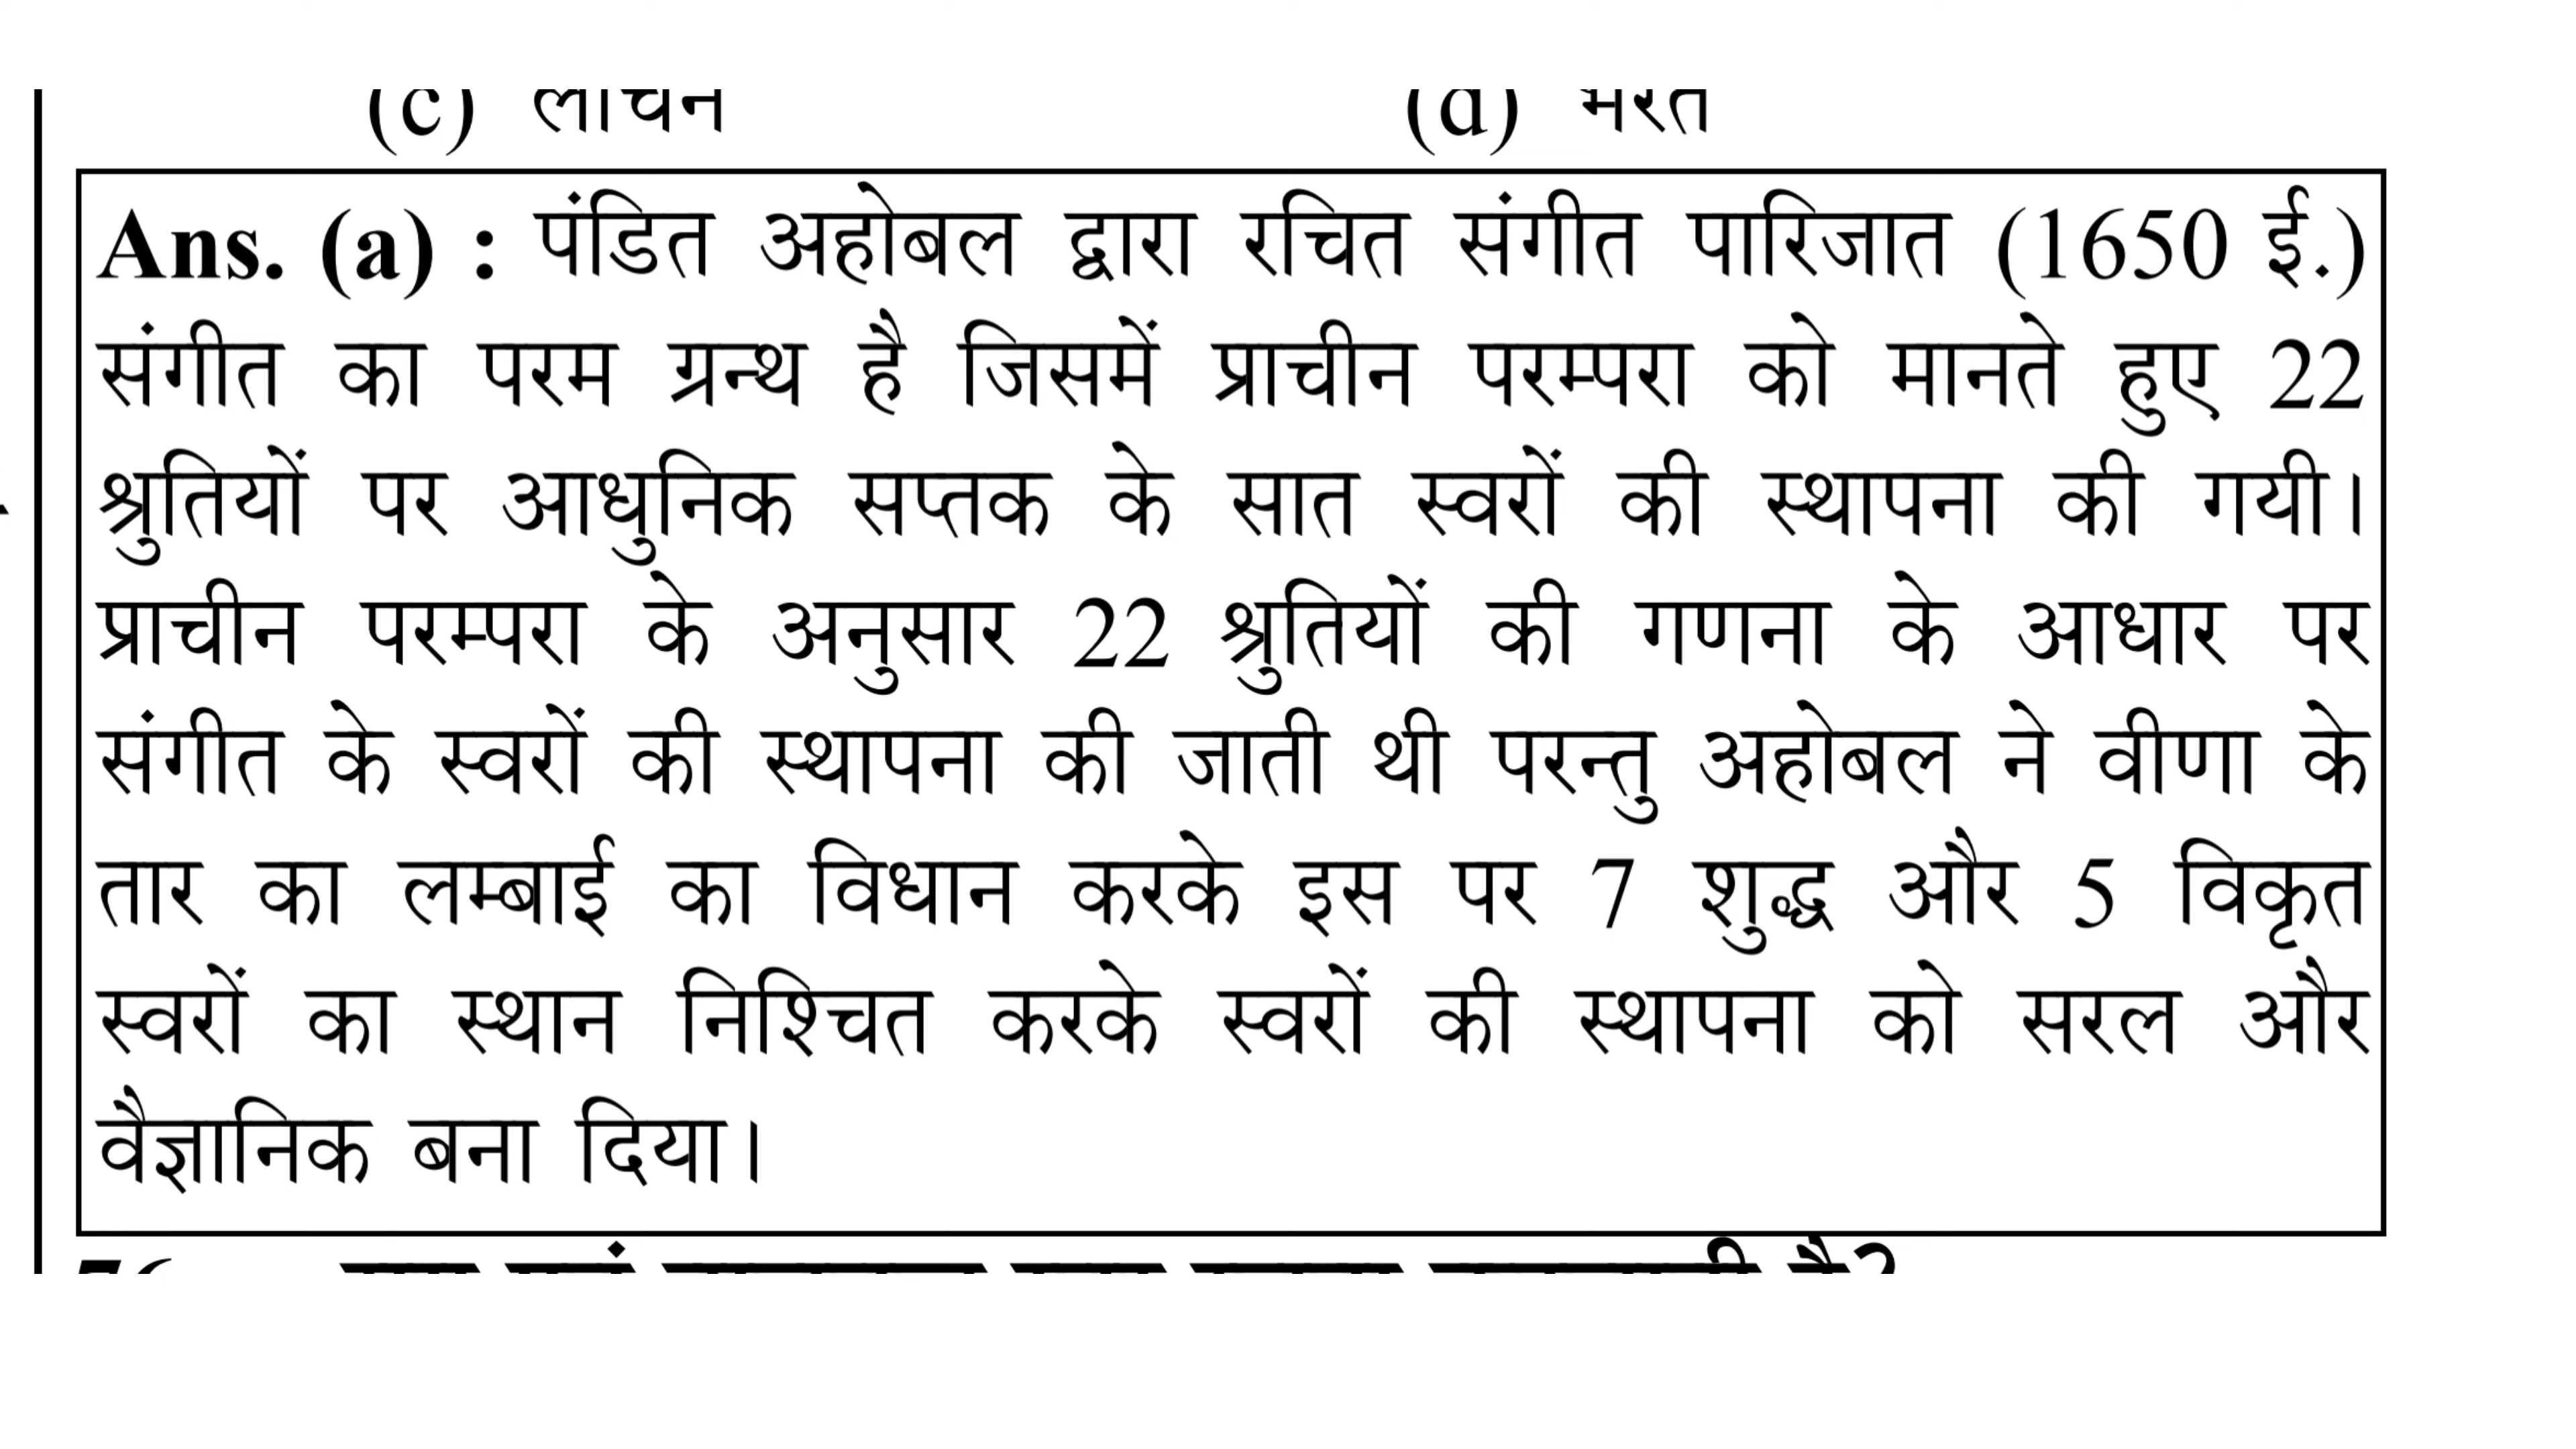 (c) लोचन (d) भरत
Ans. (a) : पंडित अहोबल द्वारा रचित संगीत पारिजात (1650 ई.)
संगीत का परम ग्रन्थ है जिसमें प्राचीन परम्परा को मानते हुए 22
श्रुतियों पर आधुनिक सप्तक के सात स्वरों की स्थापना की गयी।
प्राचीन परम्परा के अनुसार 22 श्रुतियों की गणना के आधार पर
संगीत के स्वरों की स्थापना की जाती थी परन्तु अहोबल ने वीणा के
तार का लम्बाई का विधान करके इस पर 7 शुद्ध और 5 विकृत
स्वरों का स्थान निश्चित करके स्वरों की स्थापना को सरल और
वैज्ञानिक बना दिया।